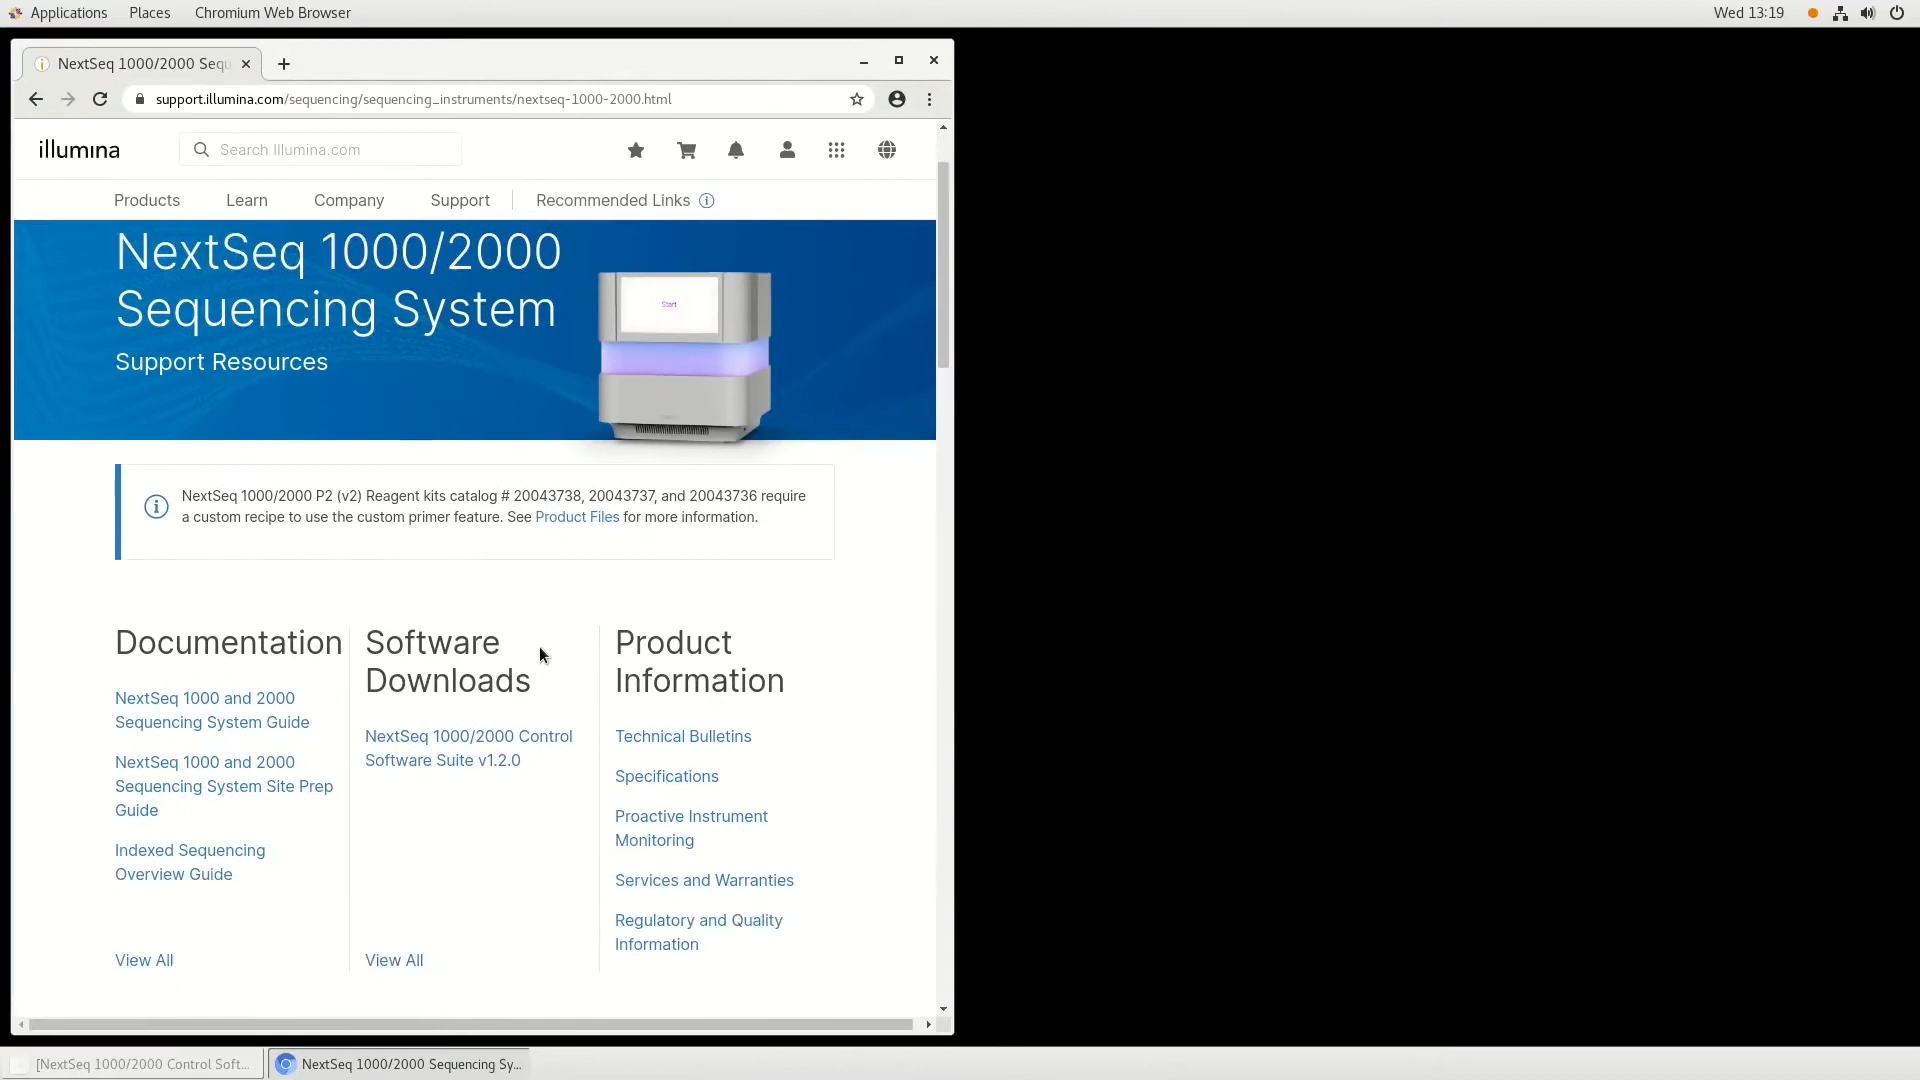 Applications Places Chromium Web Browser Wed 13:19
NextSeq 1000/2000 Sequ
support.illumina.com/sequencing/sequencing_instruments/nextseq-1000-2000.html
illumina Search Illumina.com
Products Learn Company Support Recommended Links
NextSeq 1000/2000
Sequencing System
Start
Support Resources
NextSeq 1000/2000 P2 (v2) Reagent kits catalog # 20043738, 20043737, and 20043736 require
a custom recipe to use the custom primer feature. See Product Files for more information.
Documentation
NextSeq 1000 and 2000
Sequencing System Guide
NextSeq 1000 and 2000
Sequencing System Site Prep
Guide
Indexed Sequencing
Overview Guide
View All
Software
Downloads
NextSeq 1000/2000 Control
Software Suite v1.2.0
View All
Product
Information
Technical Bulletins
Specifications
Proactive Instrument
Monitoring
Services and Warranties
Regulatory and Quality
Information
[NextSeq 1000/2000 Control Soft... NextSeq 1000/2000 Sequencing Sy...